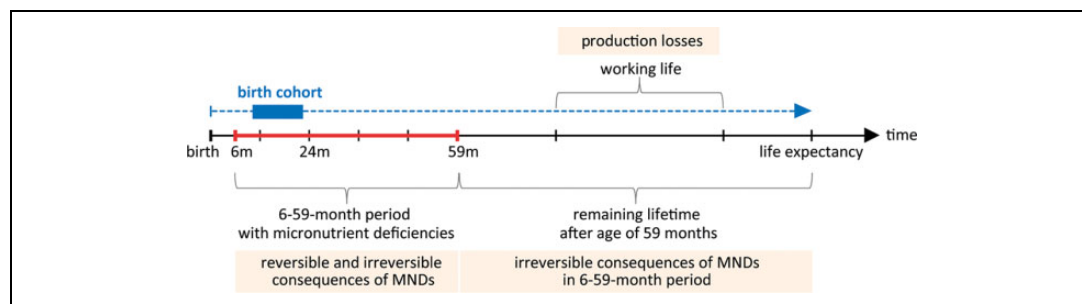 production losses
working life
birth cohort
time
birth 6m 24m 59m life expectancy
6-59-month period
with micronutrient deficiencies
remaining lifetime
after age of 59 months
reversible and irreversible
consequences of MNDs
irreversible consequences of MNDs
in 6-59-month period